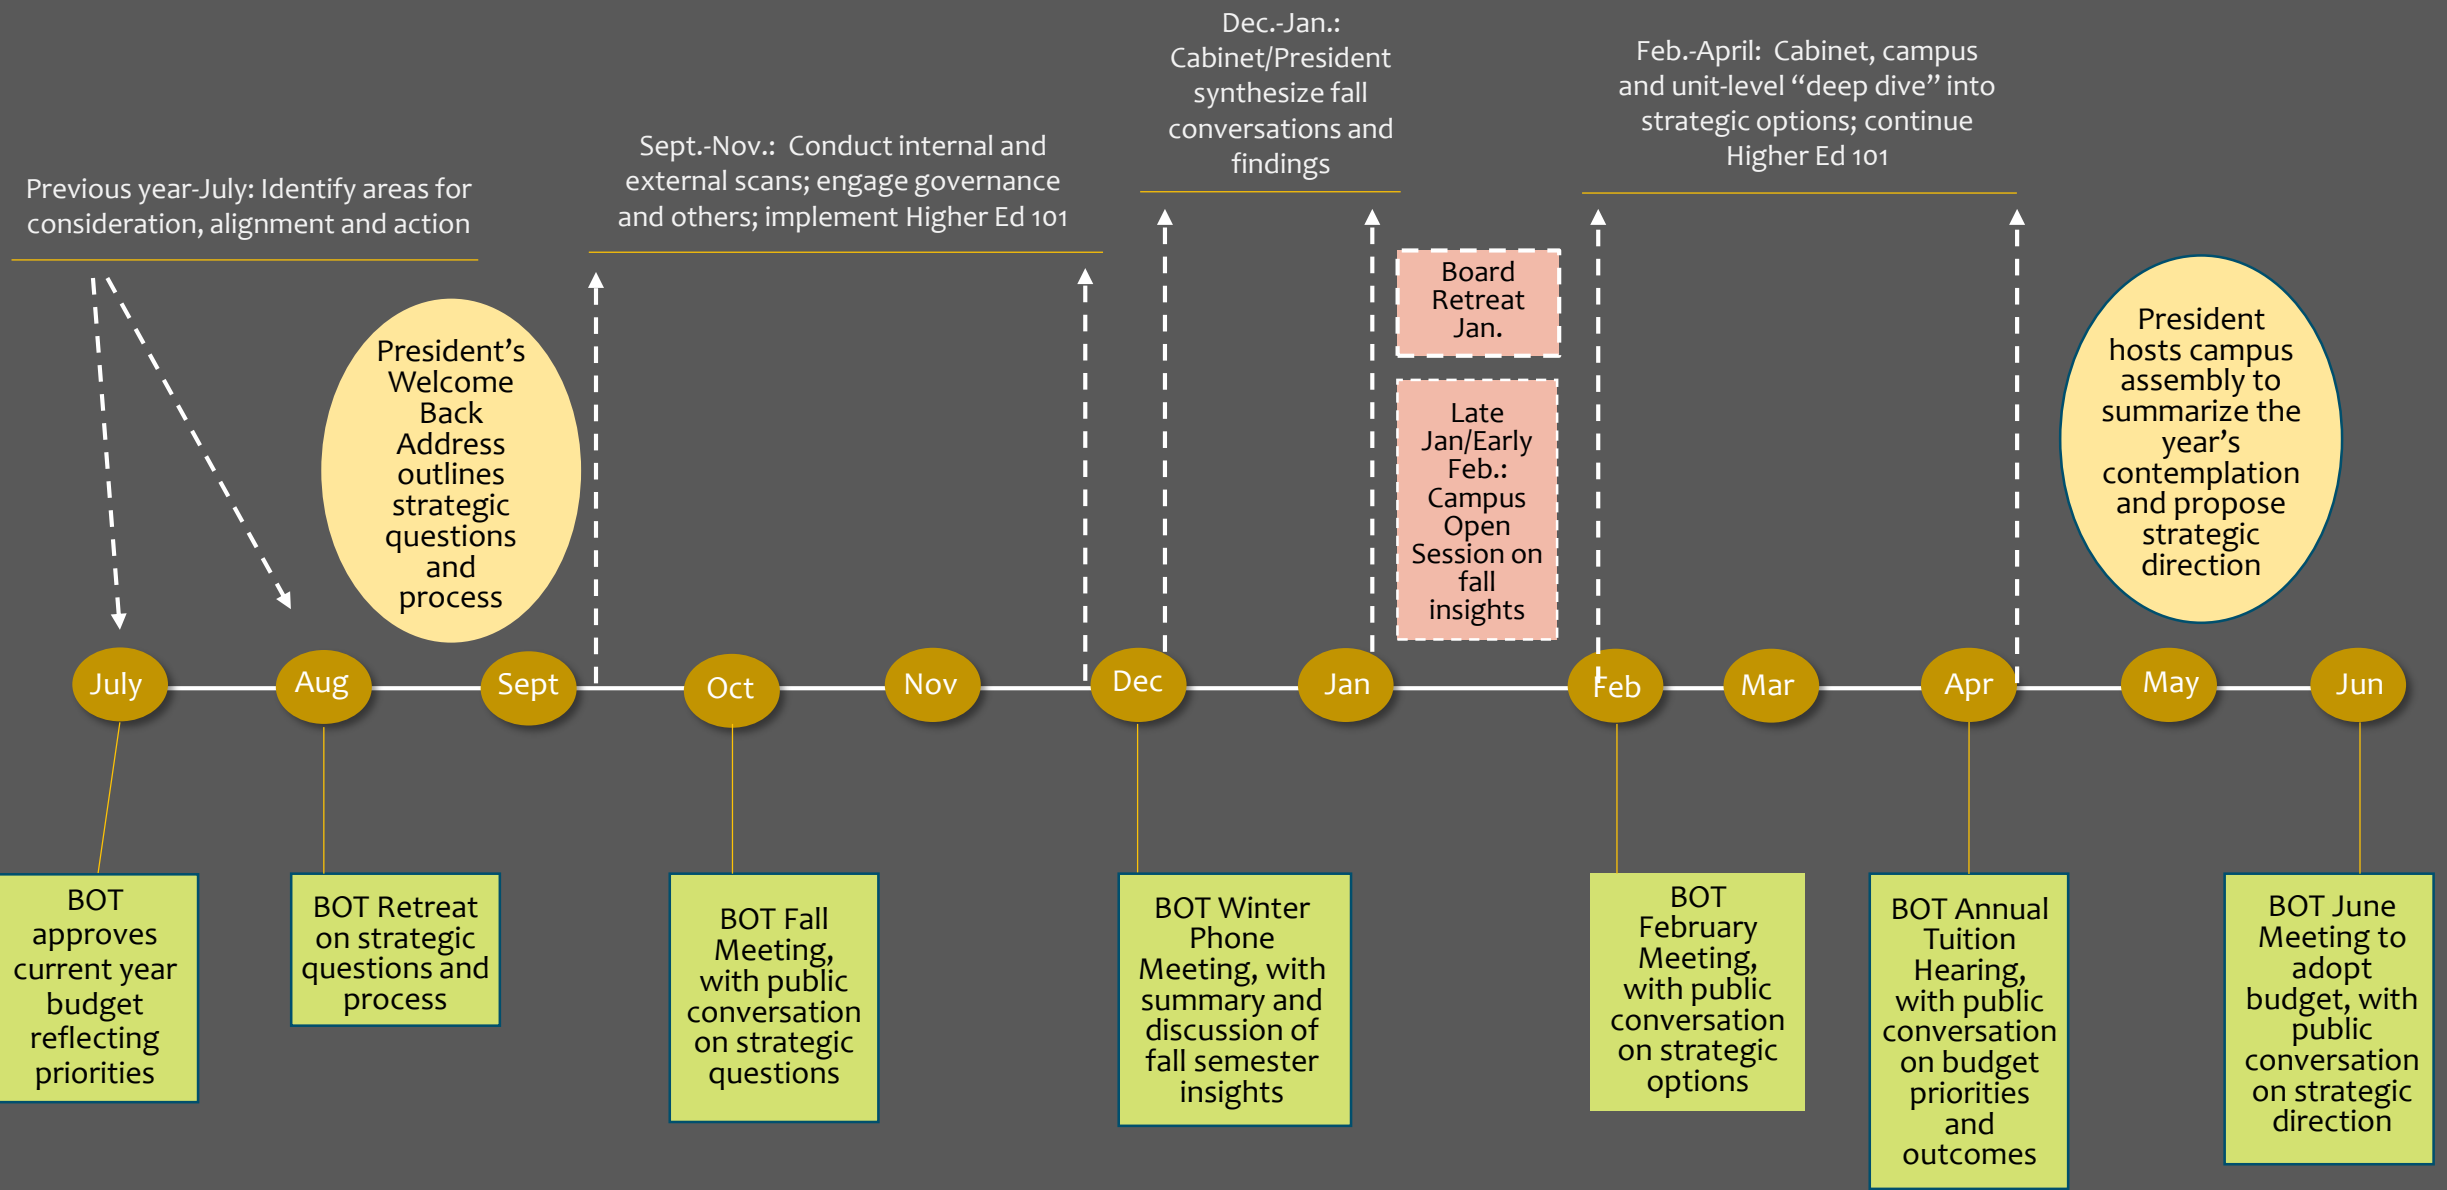 Previous year-July: Identify areas for
consideration, alignment and action
Sept.-Nov.: Conduct internal and
external scans; engage governance
and others; implement Higher Ed 101
Dec.-Jan.:
Cabinet/President
synthesize fall
conversations and
findings
Feb.-April: Cabinet, campus
and unit-level “deep dive” into
strategic options; continue
Higher Ed 101
President’s
Welcome
Back
Address
outlines
strategic
questions
and
process
Board
Retreat
Jan.
Late
Jan/Early
Feb.:
Campus
Open
Session on
fall
insights
President
hosts campus
assembly to
summarize the
year’s
contemplation
and propose
strategic
direction
July
Aug
Sept
Oct
Nov
Dec
Jan
Feb
Mar
Apr
May
Jun
BOT
approves
current year
budget
reflecting
priorities
BOT Retreat
on strategic
questions and
process
BOT Fall
Meeting,
with public
conversation
on strategic
questions
BOT Winter
Phone
Meeting, with
summary and
discussion of
fall semester
insights
BOT
February
Meeting,
with public
conversation
on strategic
options
BOT Annual
Tuition
Hearing,
with public
conversation
on budget
priorities
and
outcomes
BOT June
Meeting to
adopt
budget, with
public
conversation
on strategic
direction